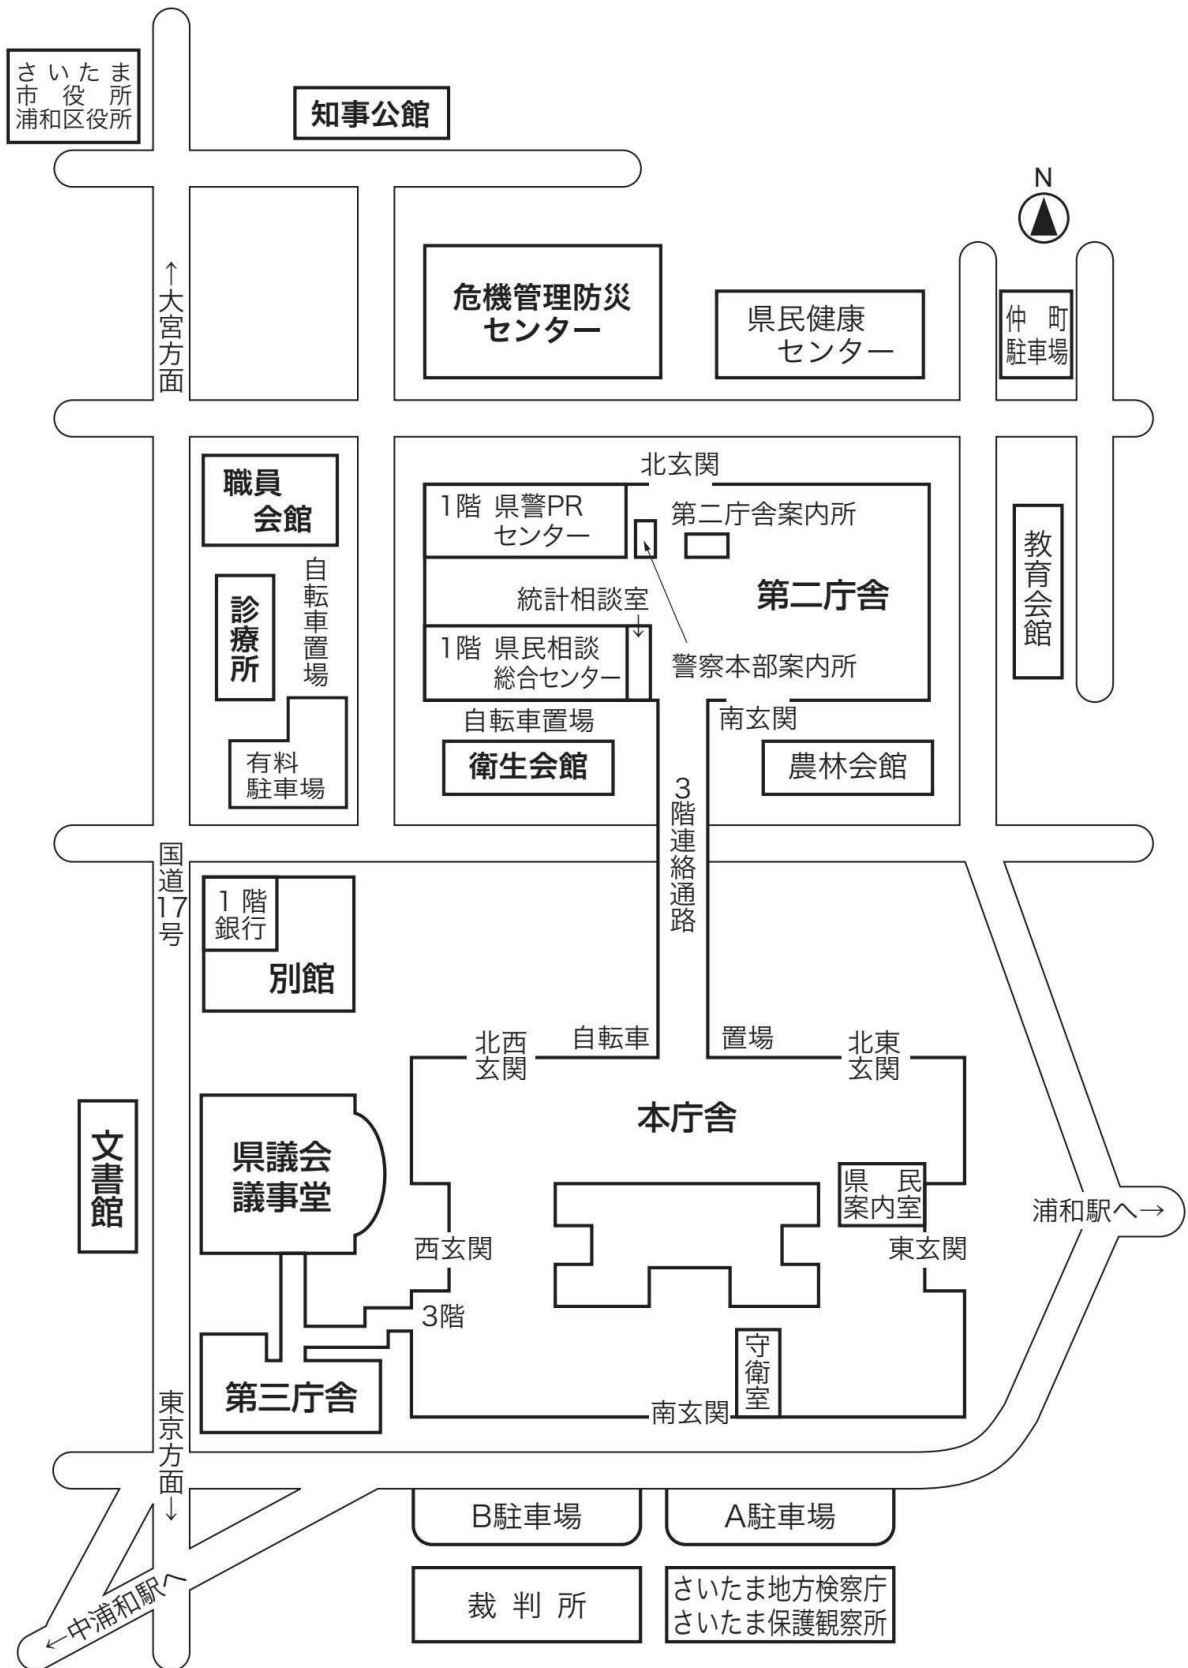 さいたま
市役所
浦和区役所
知事公館
N
↑大宮方面
危機管理防災
センター
県民健康
センター
仲町
駐車場
職員
会館
北玄関
1階 県警PR
センター
第二庁舎案内所
教育会館
自転車置場
診療所
統計相談室
↓
第二庁舎
1階 県民相談
総合センター
警察本部案内所
自転車置場
南玄関
有料
駐車場
衛生会館
農林会館
3階連絡通路
国道17号
1階
銀行
別館
北西
玄関
自転車
置場
北東
玄関
本庁舎
文書館
県議会
議事堂
県民
案内室
浦和駅へ→
西玄関
東玄関
3階
守衛室
第三庁舎
南玄関
東京方面↓
B駐車場
A駐車場
←中浦和駅へ
裁判所
さいたま地方検察庁
さいたま保護観察所